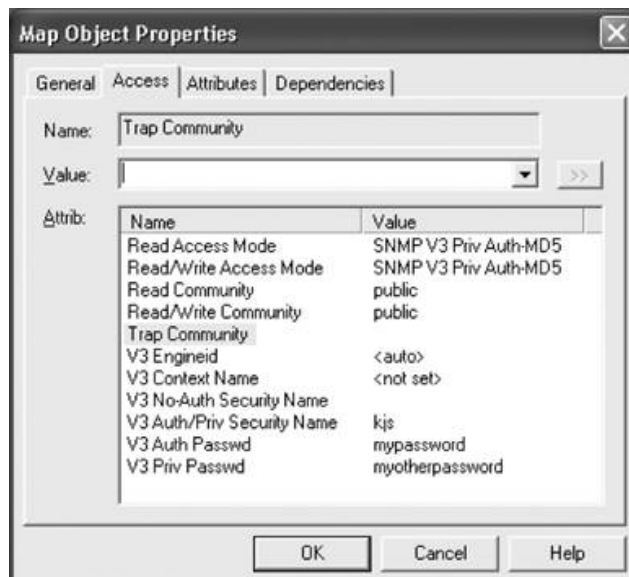 Map Object Properties
General Access Attributes Dependencies
Name: Trap Community
Value: >>
Attrib: Name Value
Read Access Mode SNMP V3 Priv Auth-MD5
Read/Write Access Mode SNMP V3 Priv Auth-MD5
Read Community public
Read/Write Community public
Trap Community
V3 Engineid <auto>
V3 Context Name <not set>
V3 No-Auth Security Name
V3 Auth/Priv Security Name kjs
V3 Auth Passwd mypassword
V3 Priv Passwd myotherpassword
OK Cancel Help